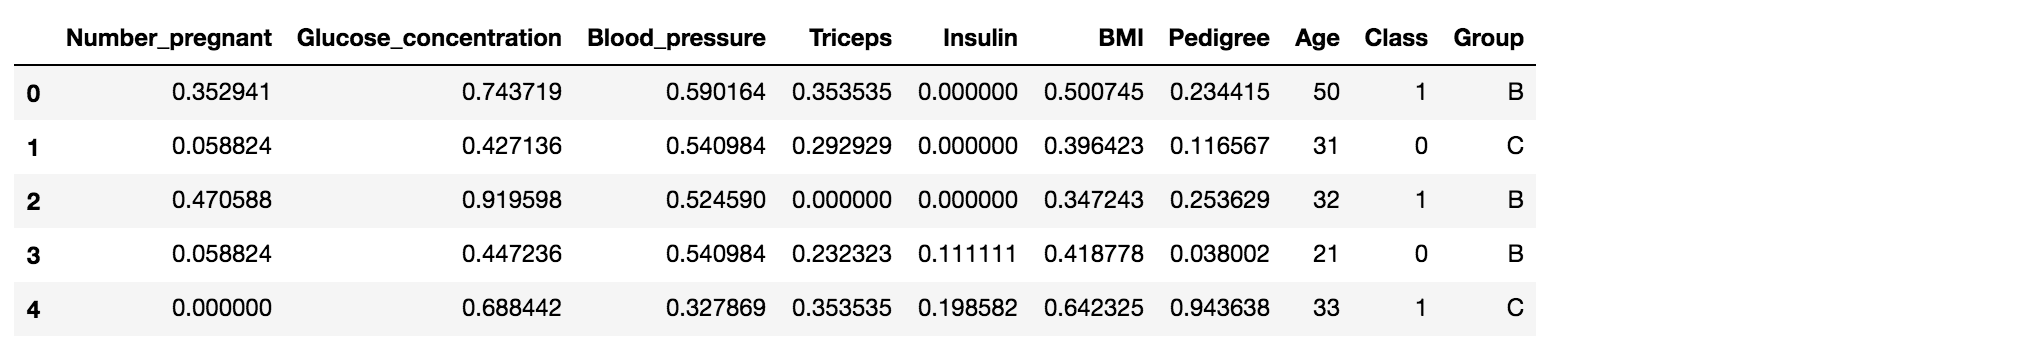 Number_pregnant Glucose_concentration Blood_pressure Triceps Insulin BMI Pedigree Age Class Group
0 0.352941 0.743719 0.590164 0.353535 0.000000 0.500745 0.234415 50 1 B
1 0.058824 0.427136 0.540984 0.292929 0.000000 0.396423 0.116567 31 0 C
2 0.470588 0.919598 0.524590 0.000000 0.000000 0.347243 0.253629 32 1 B
3 0.058824 0.447236 0.540984 0.232323 0.111111 0.418778 0.038002 21 0 B
4 0.000000 0.688442 0.327869 0.353535 0.198582 0.642325 0.943638 33 1 C